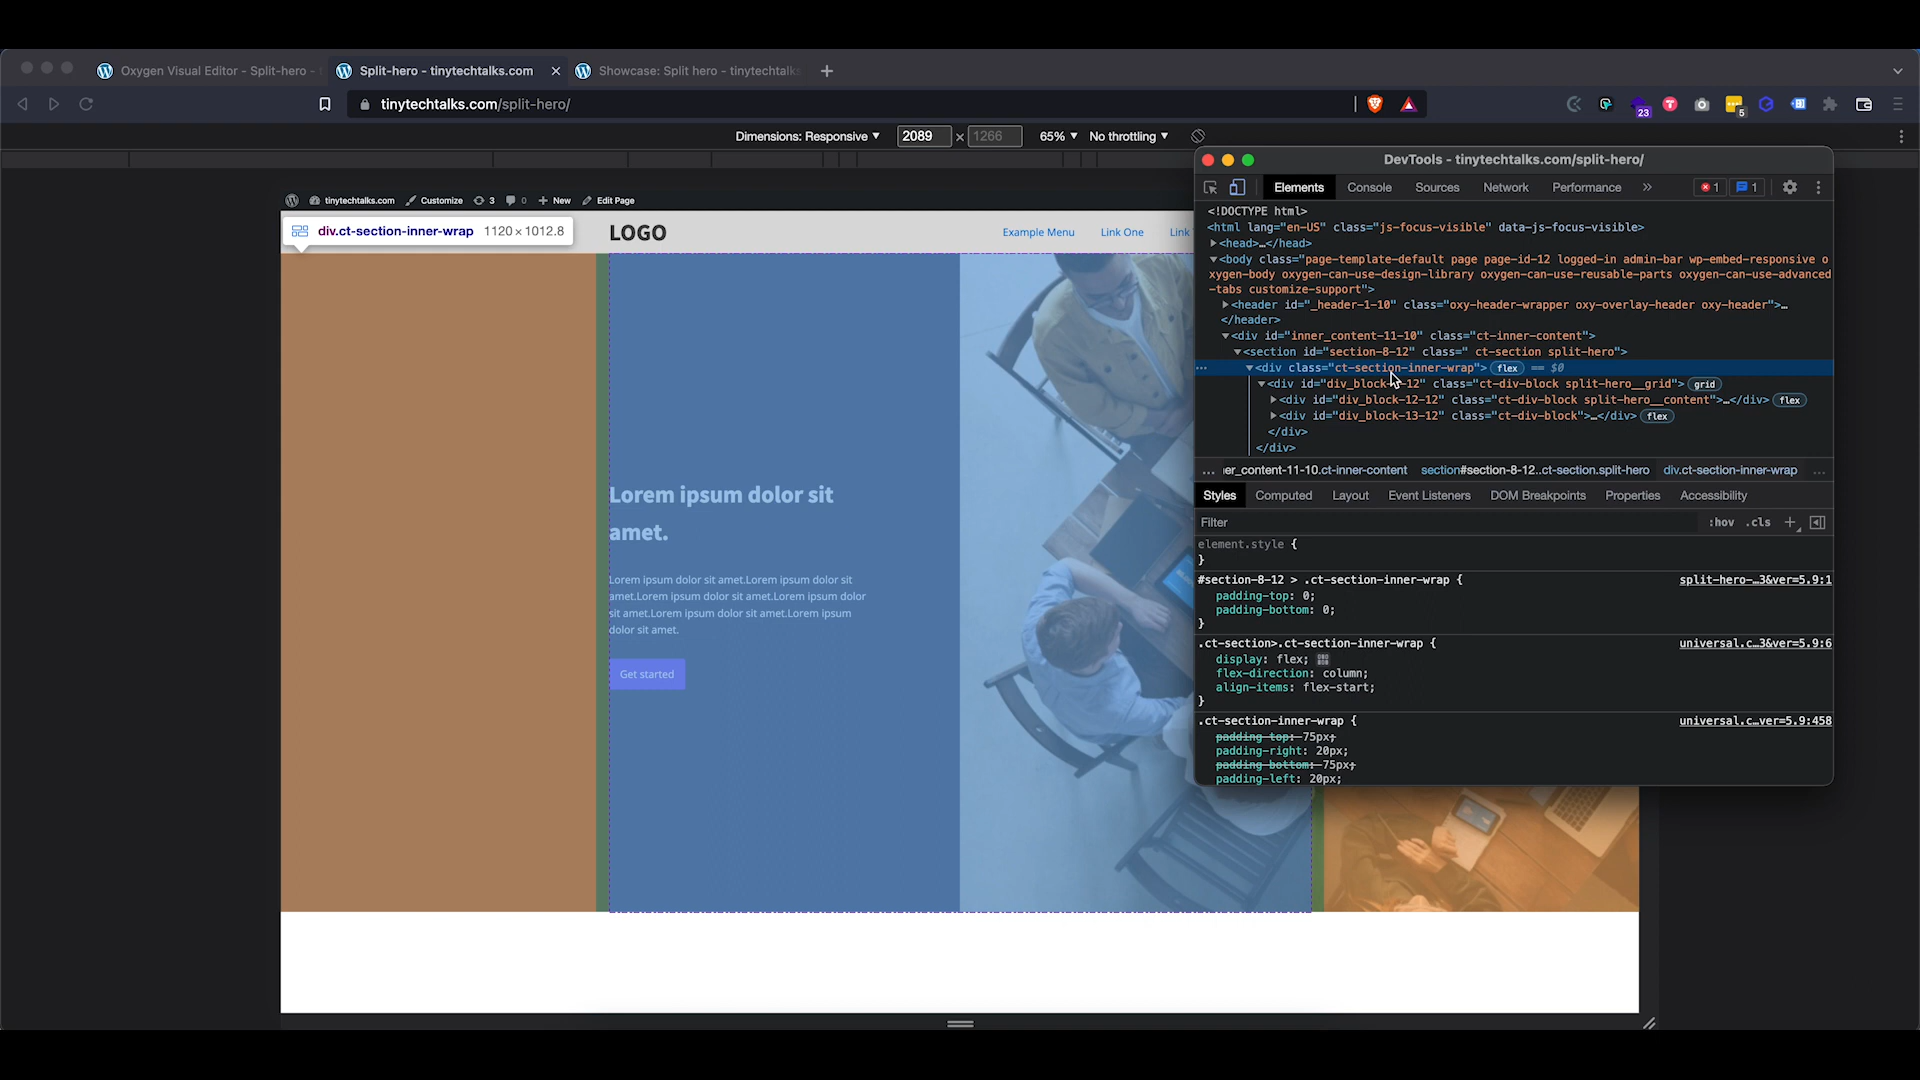 Oxygen Visual Editor - Split-hero -
Split-hero - tinytechtalks.com
Showcase: Split hero - tinytechtalks
tinytechtalks.com/split-hero/
23
5
Dimensions: Responsive 2089 × 1266 65% No throttling
DevTools - tinytechtalks.com/split-hero/
Elements Console Sources Network Performance » 1 1
tinytechtalks.com Customize 3 0 New Edit Page
div.ct-section-inner-wrap 1120 × 1012.8
LOGO
Example Menu Link One Link
Lorem ipsum dolor sit
amet.
Lorem ipsum dolor sit amet.Lorem ipsum dolor sit
amet.Lorem ipsum dolor sit amet.Lorem ipsum dolor
sit amet.Lorem ipsum dolor sit amet.Lorem ipsum
dolor sit amet.
Get started
<!DOCTYPE html>
<html lang="en-US" class="js-focus-visible" data-js-focus-visible>
<head>…</head>
<body class="page-template-default page page-id-12 logged-in admin-bar wp-embed-responsive o
xygen-body oxygen-can-use-design-library oxygen-can-use-reusable-parts oxygen-can-use-advanced
-tabs customize-support">
<header id="_header-1-10" class="oxy-header-wrapper oxy-overlay-header oxy-header">…
</header>
<div id="inner_content-11-10" class="ct-inner-content">
<section id="section-8-12" class=" ct-section split-hero">
<div class="ct-section-inner-wrap"> flex == $0
<div id="div_block-12" class="ct-div-block split-hero__grid"> grid
<div id="div_block-12-12" class="ct-div-block split-hero__content">…</div> flex
<div id="div_block-13-12" class="ct-div-block">…</div> flex
</div>
</div>
… er_content-11-10.ct-inner-content section#section-8-12..ct-section.split-hero div.ct-section-inner-wrap …
Styles Computed Layout Event Listeners DOM Breakpoints Properties Accessibility
Filter :hov .cls +
element.style {
}
#section-8-12 > .ct-section-inner-wrap { split-hero-…3&ver=5.9:1
padding-top: 0;
padding-bottom: 0;
}
.ct-section>.ct-section-inner-wrap { universal.c…3&ver=5.9:6
display: flex;
flex-direction: column;
align-items: flex-start;
}
.ct-section-inner-wrap { universal.c…ver=5.9:458
padding-top: 75px;
padding-right: 20px;
padding-bottom: 75px;
padding-left: 20px;